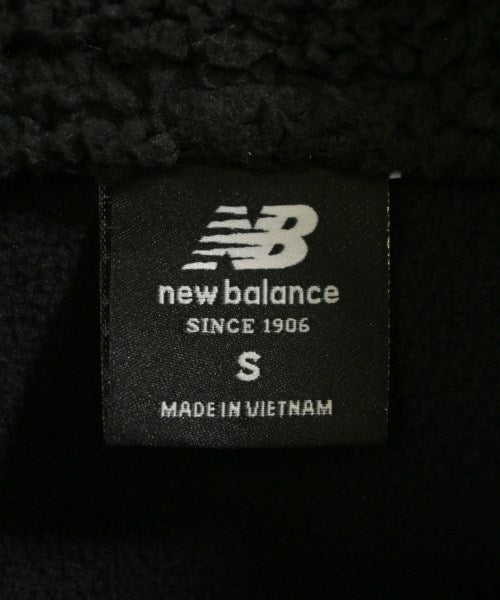 NB
new balance
SINCE 1906
S
MADE IN VIETNAM